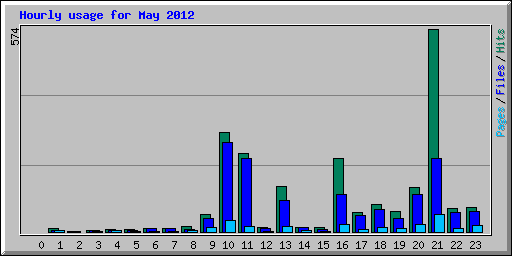 Hourly usage for May 2012
574
Pages/Files/Hits
0 1 2 3 4 5 6 7 8 9 10 11 12 13 14 15 16 17 18 19 20 21 22 23